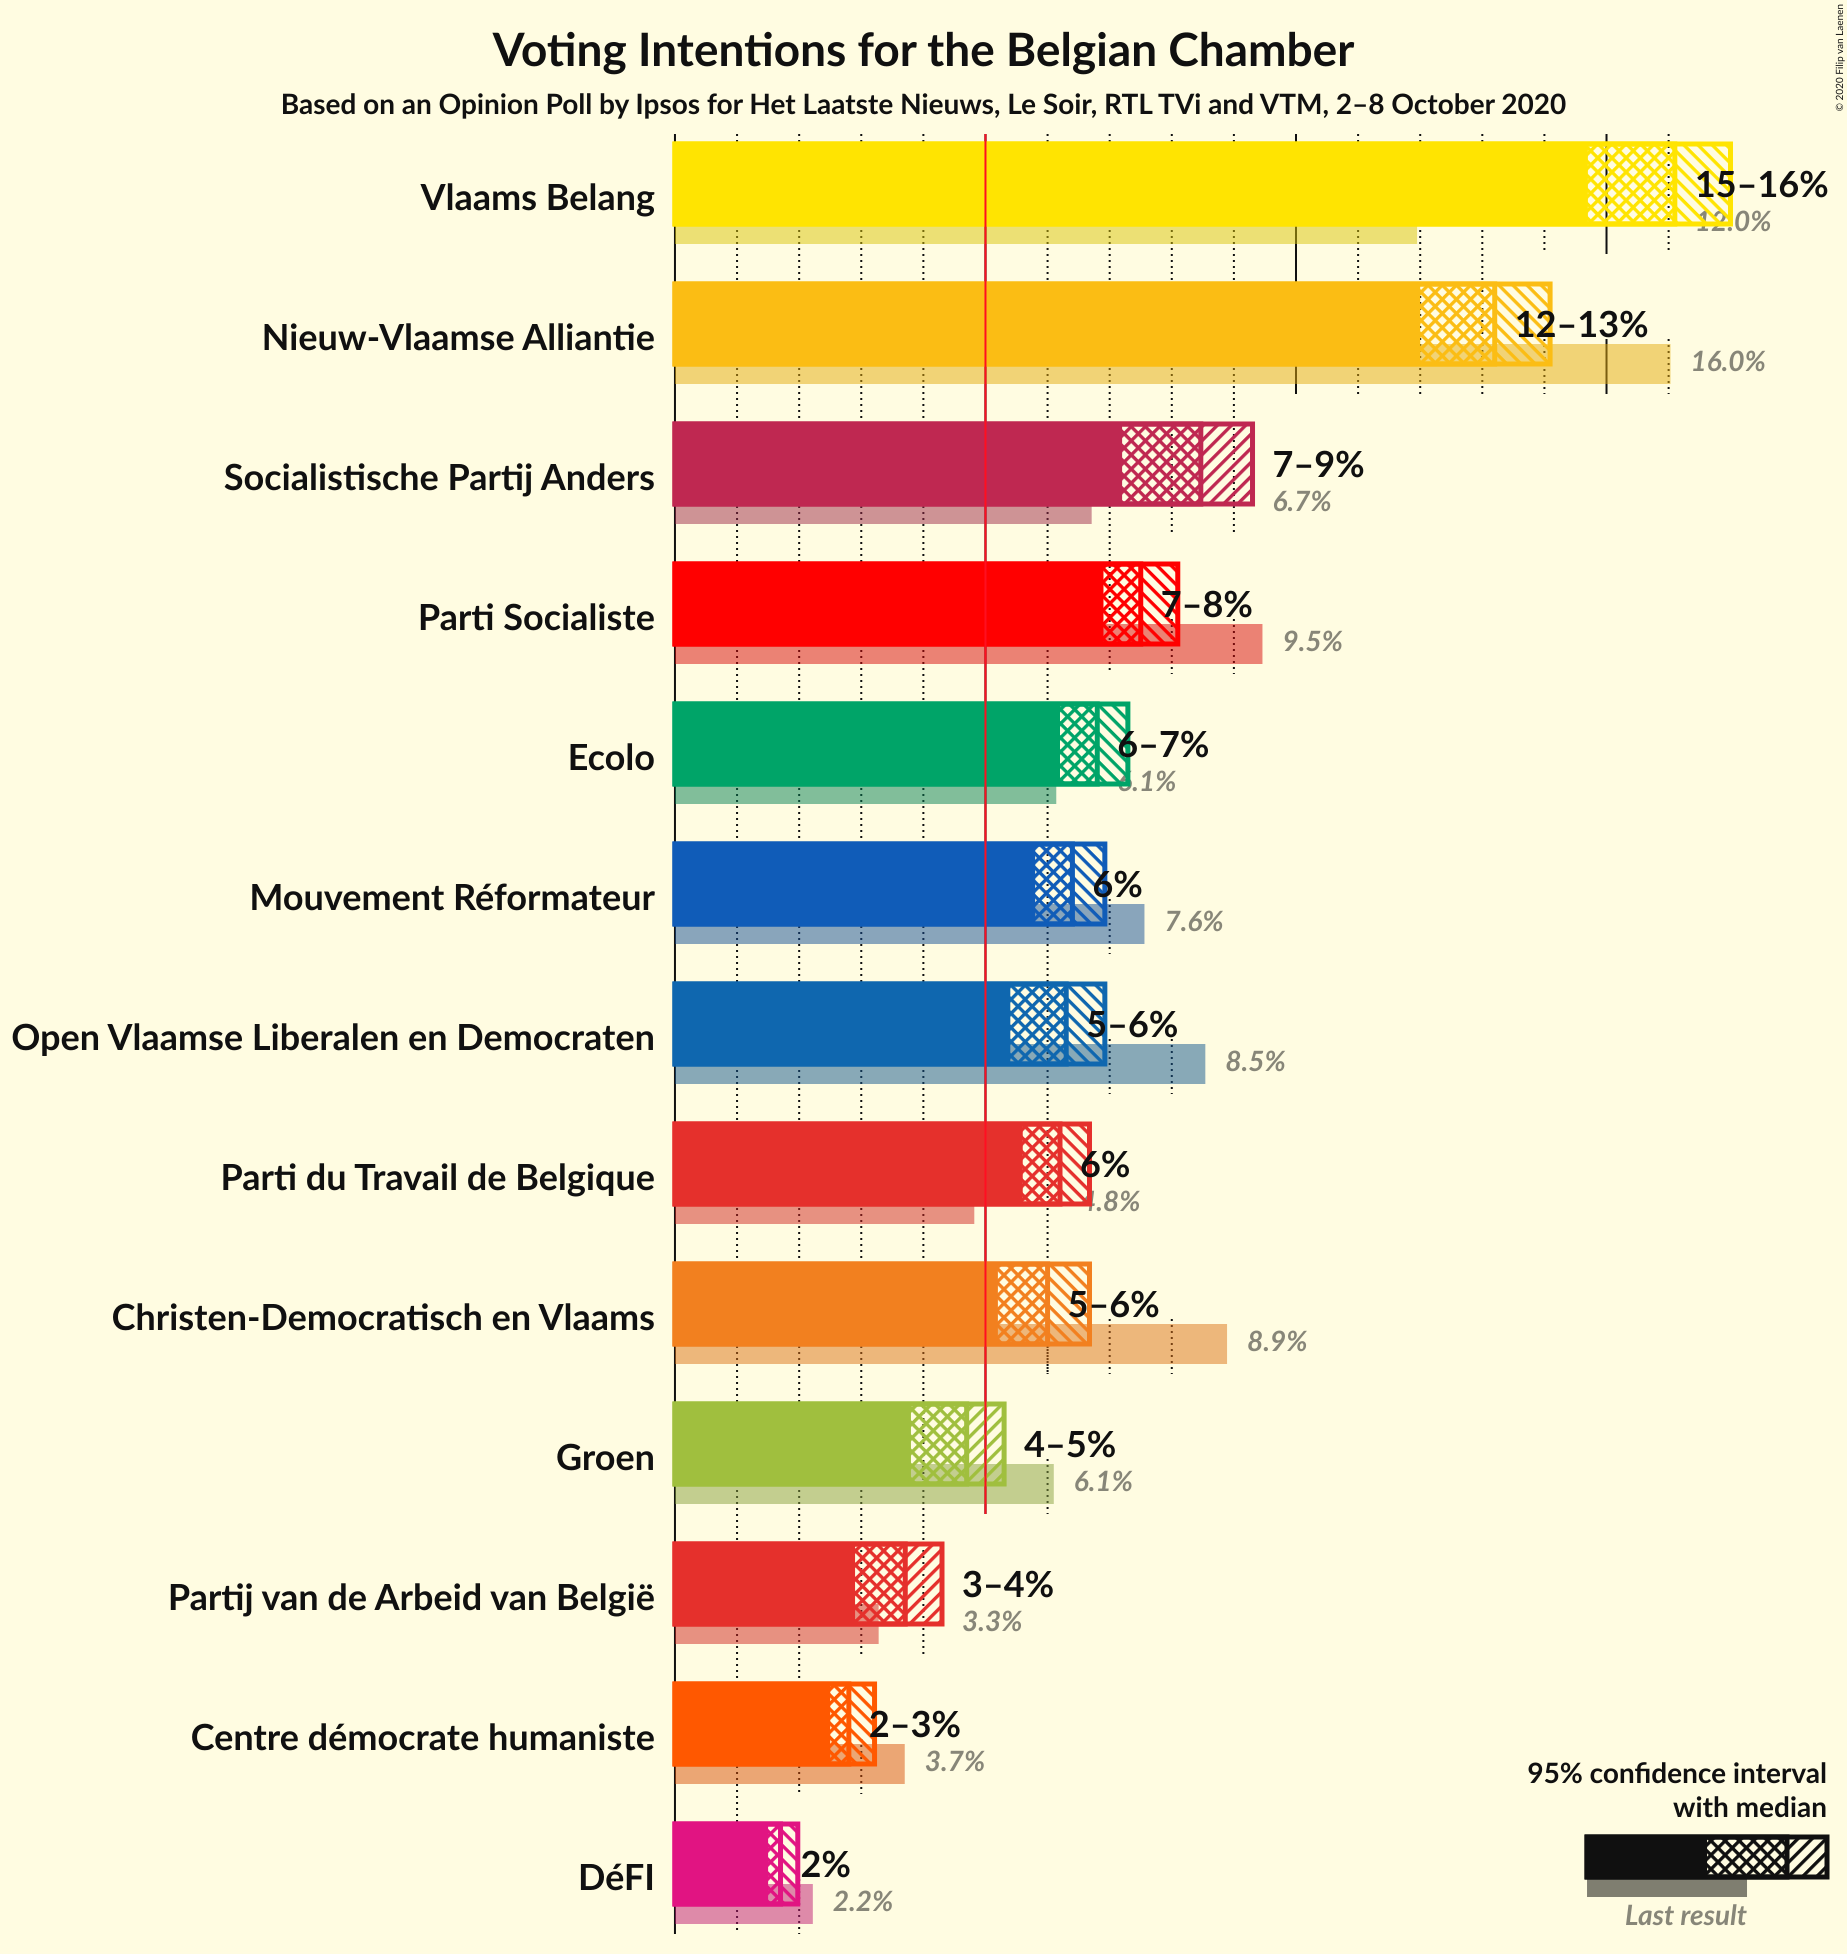 Voting Intentions for the Belgian Chamber
Based on an Opinion Poll by Ipsos for Het Laatste Nieuws, Le Soir, RTL TVi and VTM, 2–8 October 2020
© 2020 Filip van Laenen
Vlaams Belang
15–16%
12.0%
Nieuw-Vlaamse Alliantie
12–13%
16.0%
Socialistische Partij Anders
7–9%
6.7%
Parti Socialiste
7–8%
9.5%
Ecolo
6–7%
6.1%
Mouvement Réformateur
6%
7.6%
Open Vlaamse Liberalen en Democraten
5–6%
8.5%
Parti du Travail de Belgique
6%
4.8%
Christen-Democratisch en Vlaams
5–6%
8.9%
Groen
4–5%
6.1%
Partij van de Arbeid van België
3–4%
3.3%
Centre démocrate humaniste
2–3%
3.7%
DéFI
2%
2.2%
95% confidence interval
with median
Last result